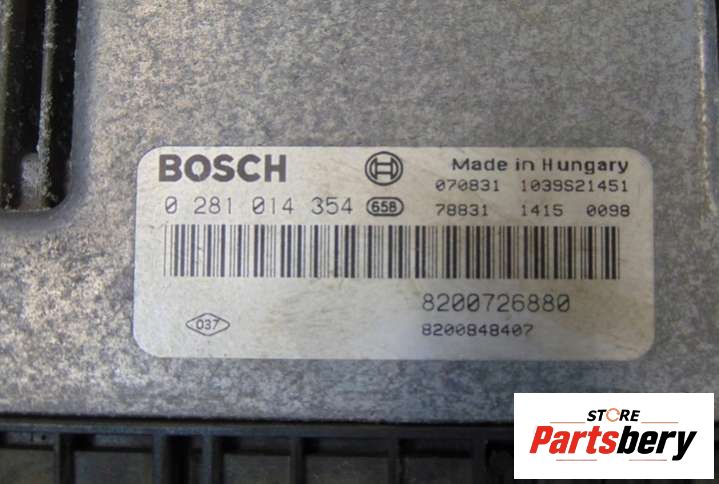 BOSCH
Made in Hungary
070831 1039S21451
0 281 014 354 658 78831 1415 0098
8200726880
037
8200848407
STORE
Partsbery